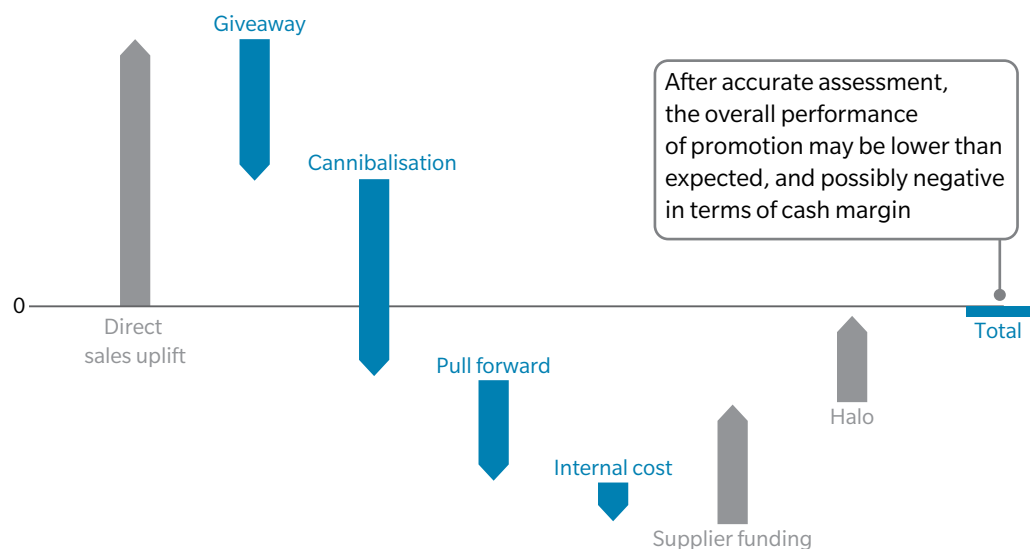 Giveaway
After accurate assessment,
the overall performance
of promotion may be lower than
expected, and possibly negative
in terms of cash margin
Cannibalisation
0
Direct
sales uplift
Total
Pull forward
Halo
Internal cost
Supplier funding